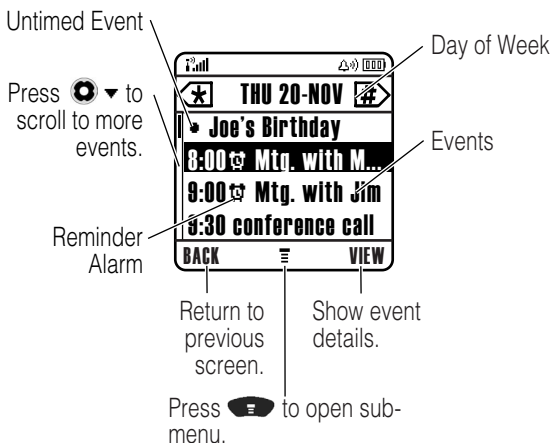 Untimed Event
Day of Week
Press to
scroll to more
events.
THU 20-NOV #
Joe's Birthday
8:00 Mtg. with M...
9:00 Mtg. with Jim
9:30 conference call
Events
Reminder
Alarm
BACK VIEW
Return to
previous
screen.
Show event
details.
Press to open sub-
menu.